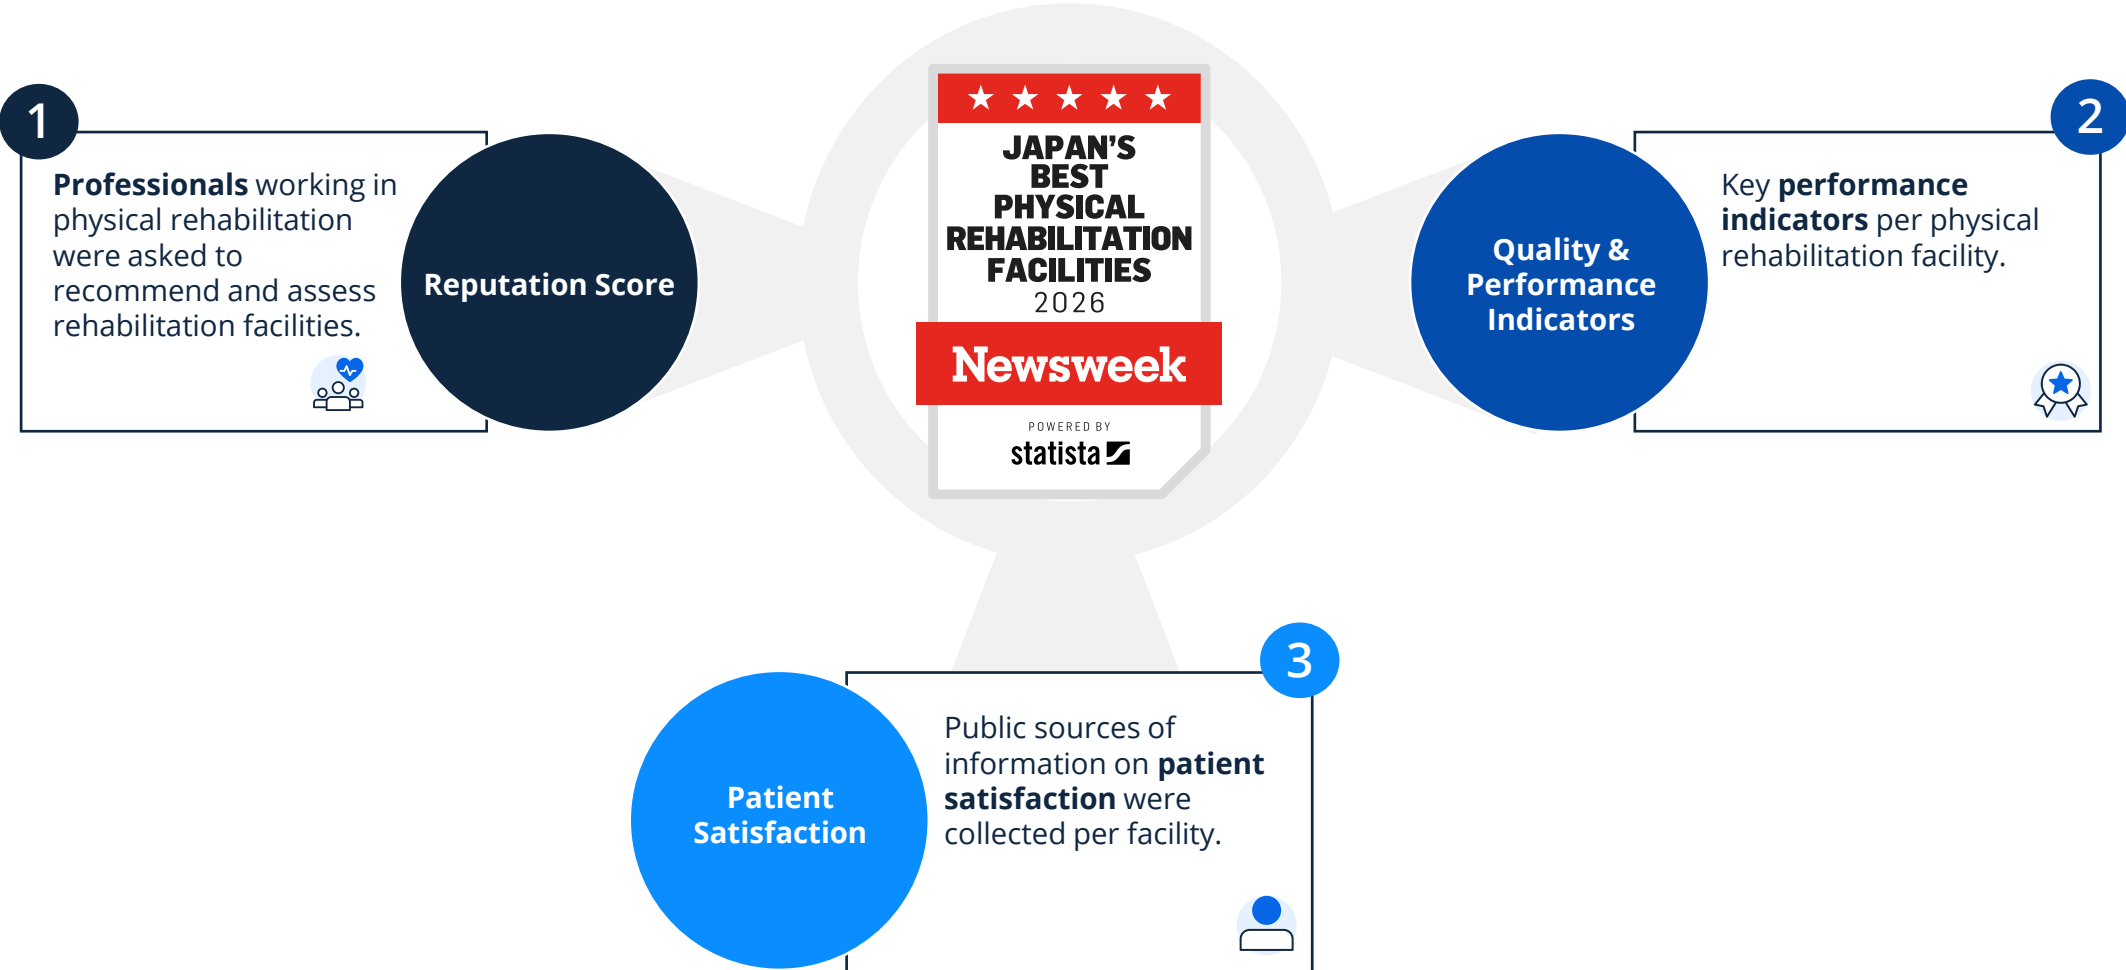 1
Professionals working in
physical rehabilitation
were asked to
recommend and assess
rehabilitation facilities.
Reputation Score
JAPAN'S
BEST
PHYSICAL
REHABILITATION
FACILITIES
2026
Newsweek
POWERED BY
statista
2
Quality &
Performance
Indicators
Key performance
indicators per physical
rehabilitation facility.
3
Patient
Satisfaction
Public sources of
information on patient
satisfaction were
collected per facility.